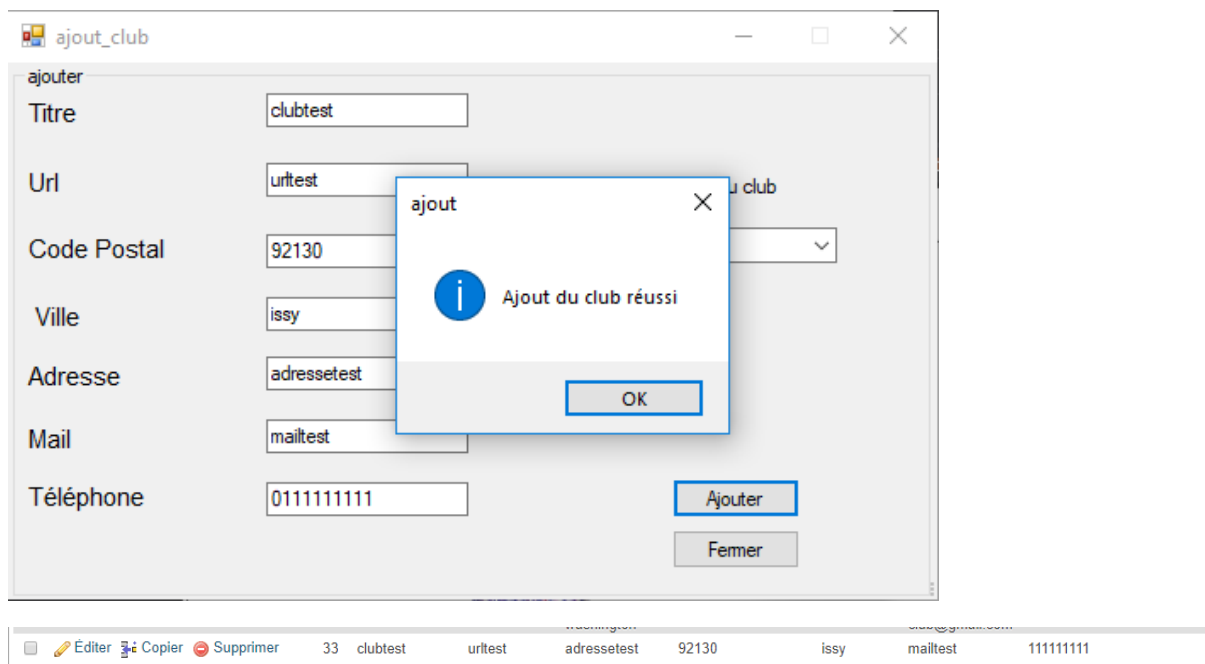 ajout_club
ajouter
Titre clubtest
Url urltest
u club
ajout
Code Postal 92130
Ajout du club réussi
Ville issy
Adresse adressetest
OK
Mail mailtest
Téléphone 0111111111
Ajouter
Fermer
Éditer Copier Supprimer 33 clubtest urltest adressetest 92130 issy mailtest 111111111